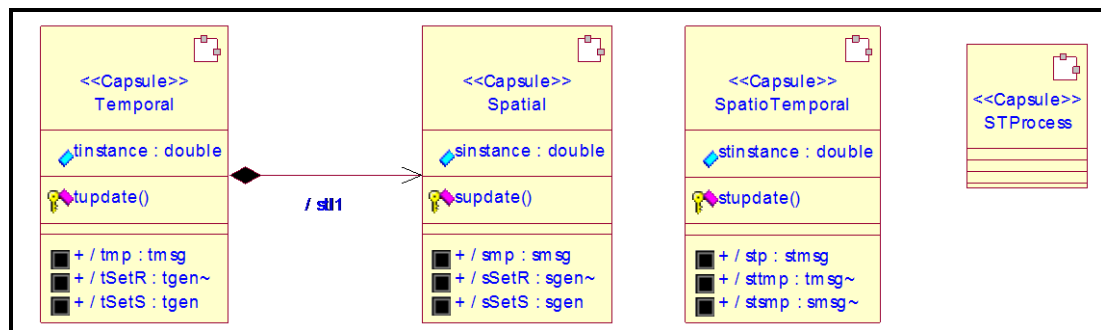 <<Capsule>>
Temporal
tinstance : double
tupdate()
+ / tmp : tmsg
+ / tSetR : tgen~
+ / tSetS : tgen
/ stl1
<<Capsule>>
Spatial
sinstance : double
supdate()
+ / smp : smsg
+ / sSetR : sgen~
+ / sSetS : sgen
<<Capsule>>
SpatioTemporal
stinstance : double
stupdate()
+ / stp : stmsg
+ / sttmp : tmsg~
+ / stsmp : smsg~
<<Capsule>>
STProcess